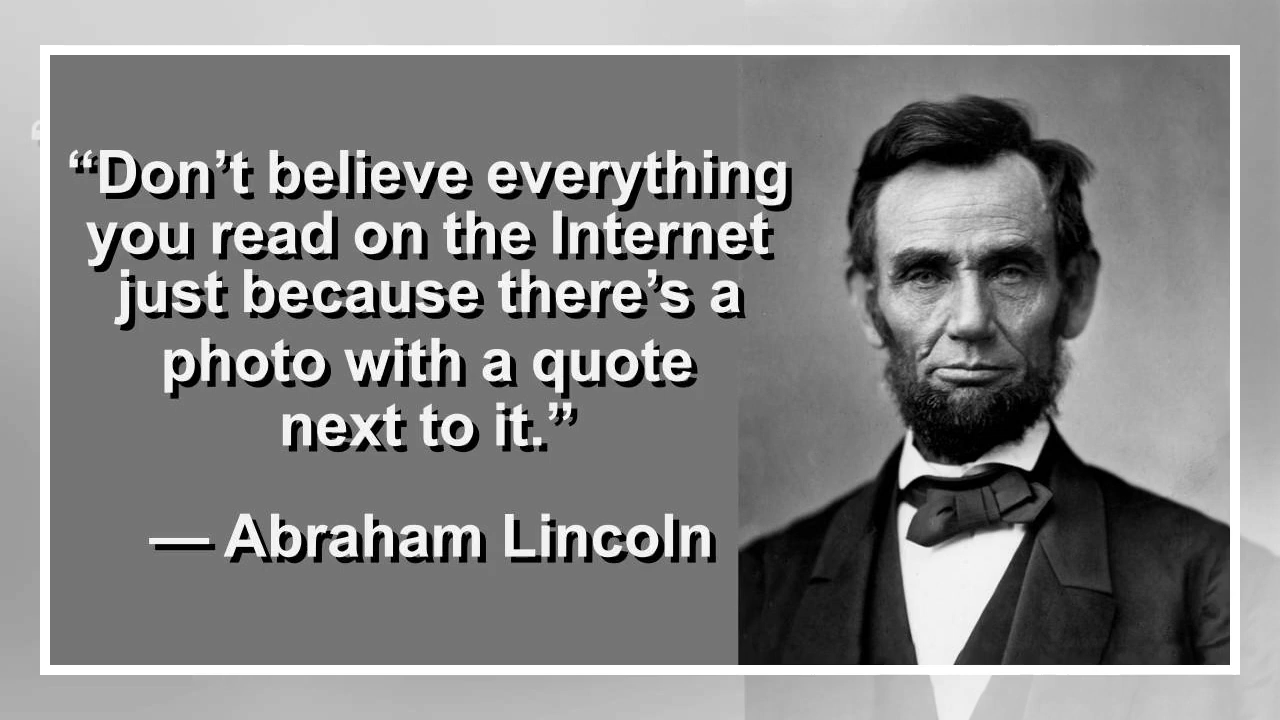 “Don’t believe everything
you read on the Internet
just because there’s a
photo with a quote
next to it.”
— Abraham Lincoln